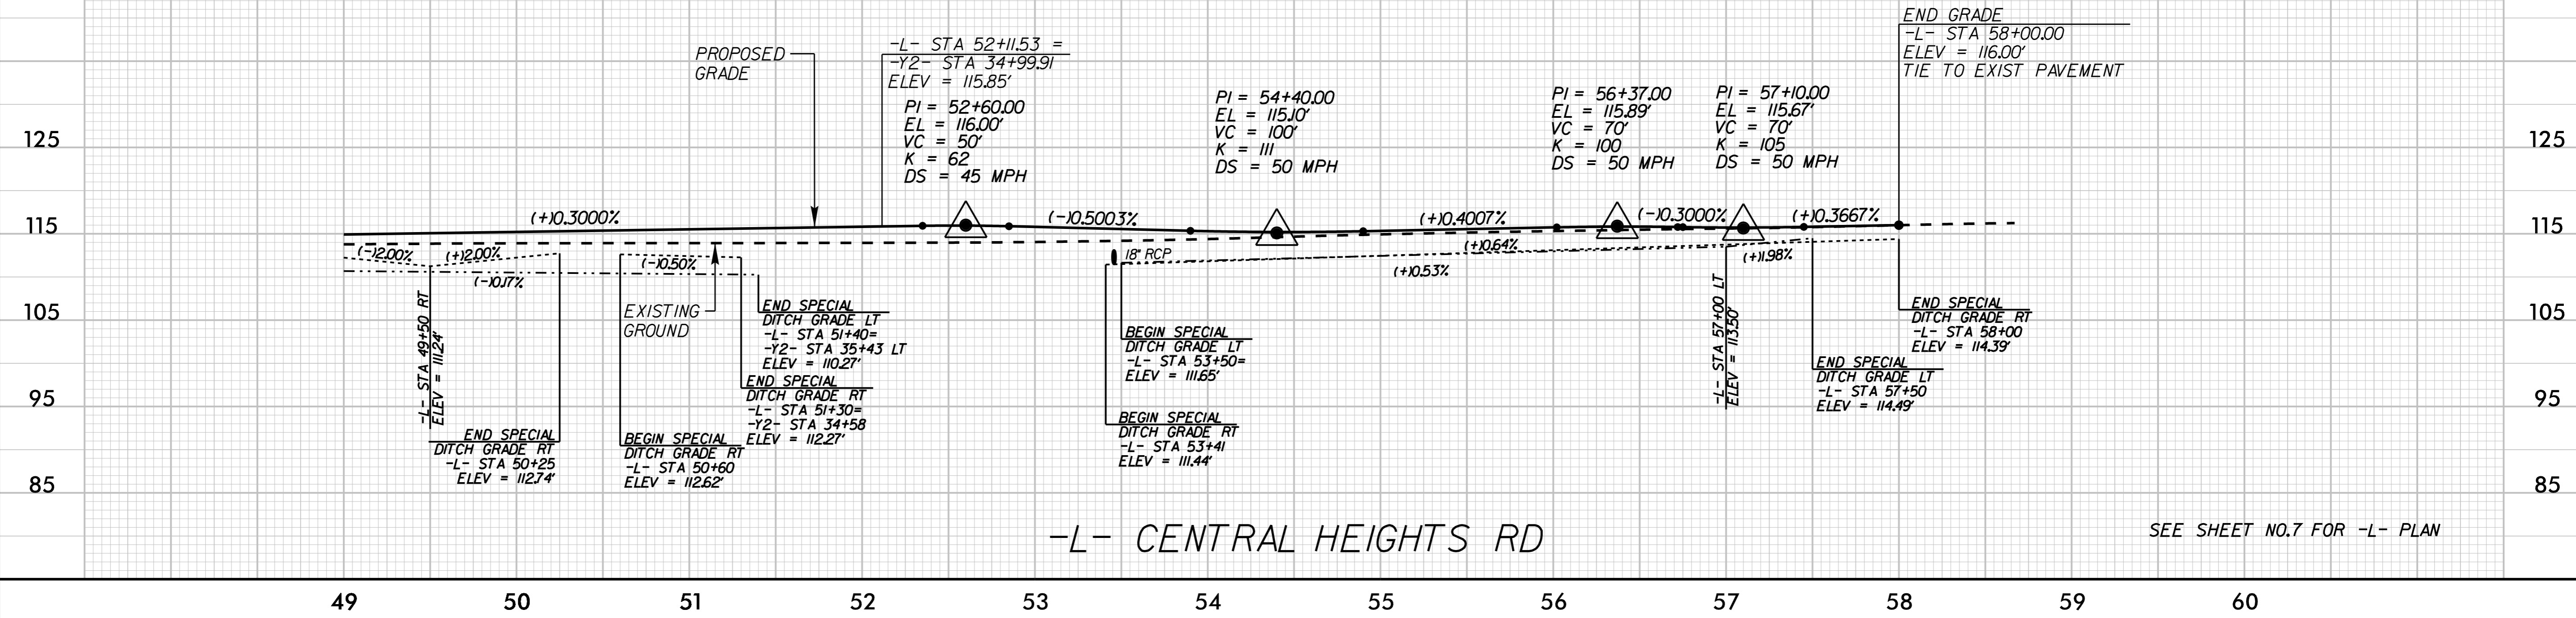 END GRADE
-L- STA 58+00.00
ELEV = 116.00'
TIE TO EXIST PAVEMENT
PROPOSED
GRADE
-L- STA 52+11.53 =
-Y2- STA 34+99.91
ELEV = 115.85'
PI = 52+60.00
EL = 116.00'
VC = 50'
K = 62
DS = 45 MPH
PI = 54+40.00
EL = 115.10'
VC = 100'
K = 111
DS = 50 MPH
PI = 56+37.00
EL = 115.89'
VC = 70'
K = 100
DS = 50 MPH
PI = 57+10.00
EL = 115.67'
VC = 70'
K = 105
DS = 50 MPH
125
125
(+)0.3000%
(-)0.5003%
(+)0.4007%
(-)0.3000%
(+)0.3667%
115
115
(-)2.00%
(+)2.00%
(-)0.17%
(-)0.50%
18" RCP
(+)0.64%
(+)0.53%
(+)1.98%
105
105
-L- STA 49+50 RT
ELEV = 111.24'
EXISTING
GROUND
END SPECIAL
DITCH GRADE LT
-L- STA 51+40=
-Y2- STA 35+43 LT
ELEV = 110.27'
END SPECIAL
DITCH GRADE RT
-L- STA 51+30=
-Y2- STA 34+58
ELEV = 112.27'
BEGIN SPECIAL
DITCH GRADE LT
-L- STA 53+50=
ELEV = 111.65'
BEGIN SPECIAL
DITCH GRADE RT
-L- STA 53+41
ELEV = 111.44'
-L- STA 57+00 LT
ELEV = 113.50'
END SPECIAL
DITCH GRADE RT
-L- STA 58+00
ELEV = 114.39'
END SPECIAL
DITCH GRADE LT
-L- STA 57+50
ELEV = 114.49'
95
95
END SPECIAL
DITCH GRADE RT
-L- STA 50+25
ELEV = 112.74'
BEGIN SPECIAL
DITCH GRADE RT
-L- STA 50+60
ELEV = 112.62'
85
85
-L- CENTRAL HEIGHTS RD
SEE SHEET NO.7 FOR -L- PLAN
49 50 51 52 53 54 55 56 57 58 59 60